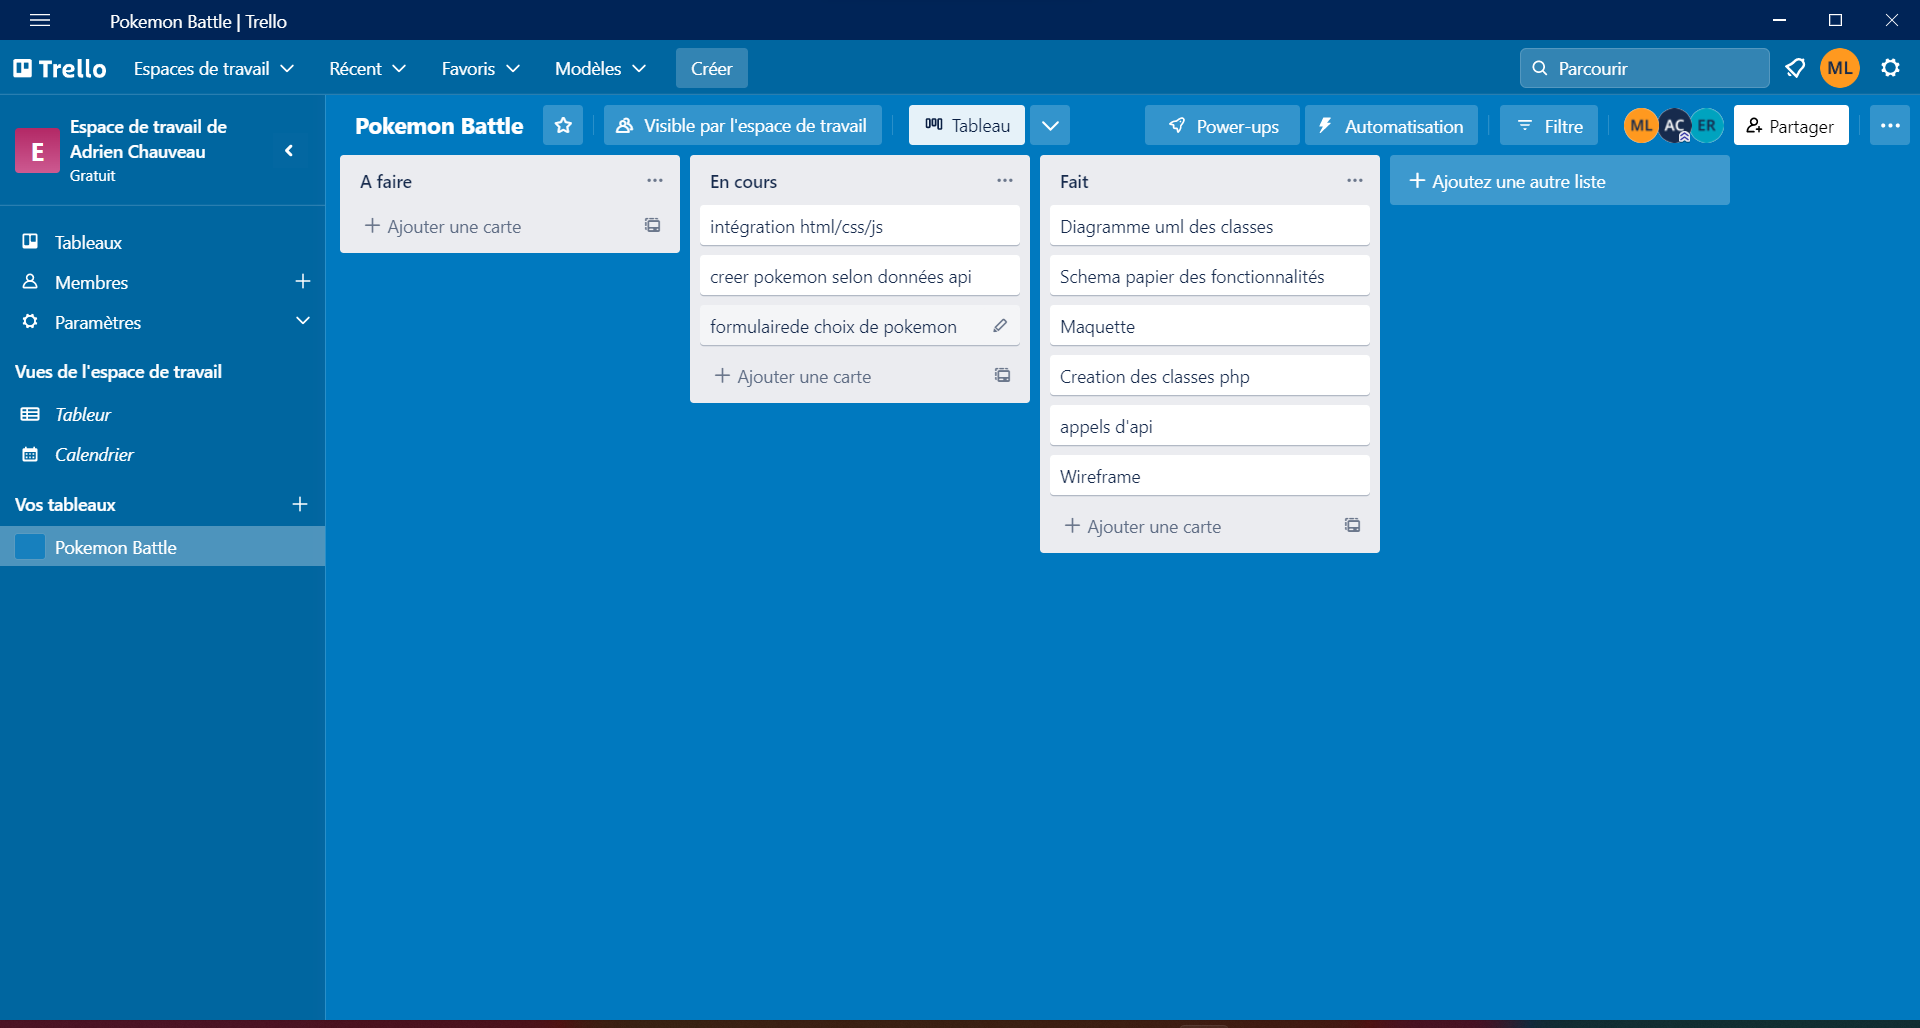 Pokemon Battle | Trello
Trello Espaces de travail Récent Favoris Modèles Créer Parcourir ML
E
Espace de travail de
Adrien Chauveau
Gratuit
Tableaux
Membres
Paramètres
Vues de l'espace de travail
Tableur
Calendrier
Vos tableaux
Pokemon Battle
Pokemon Battle Visible par l'espace de travail Tableau Power-ups Automatisation Filtre ML AC ER Partager
A faire
Ajouter une carte
En cours
intégration html/css/js
creer pokemon selon données api
formulairede choix de pokemon
Ajouter une carte
Fait
Diagramme uml des classes
Schema papier des fonctionnalités
Maquette
Creation des classes php
appels d'api
Wireframe
Ajouter une carte
Ajoutez une autre liste